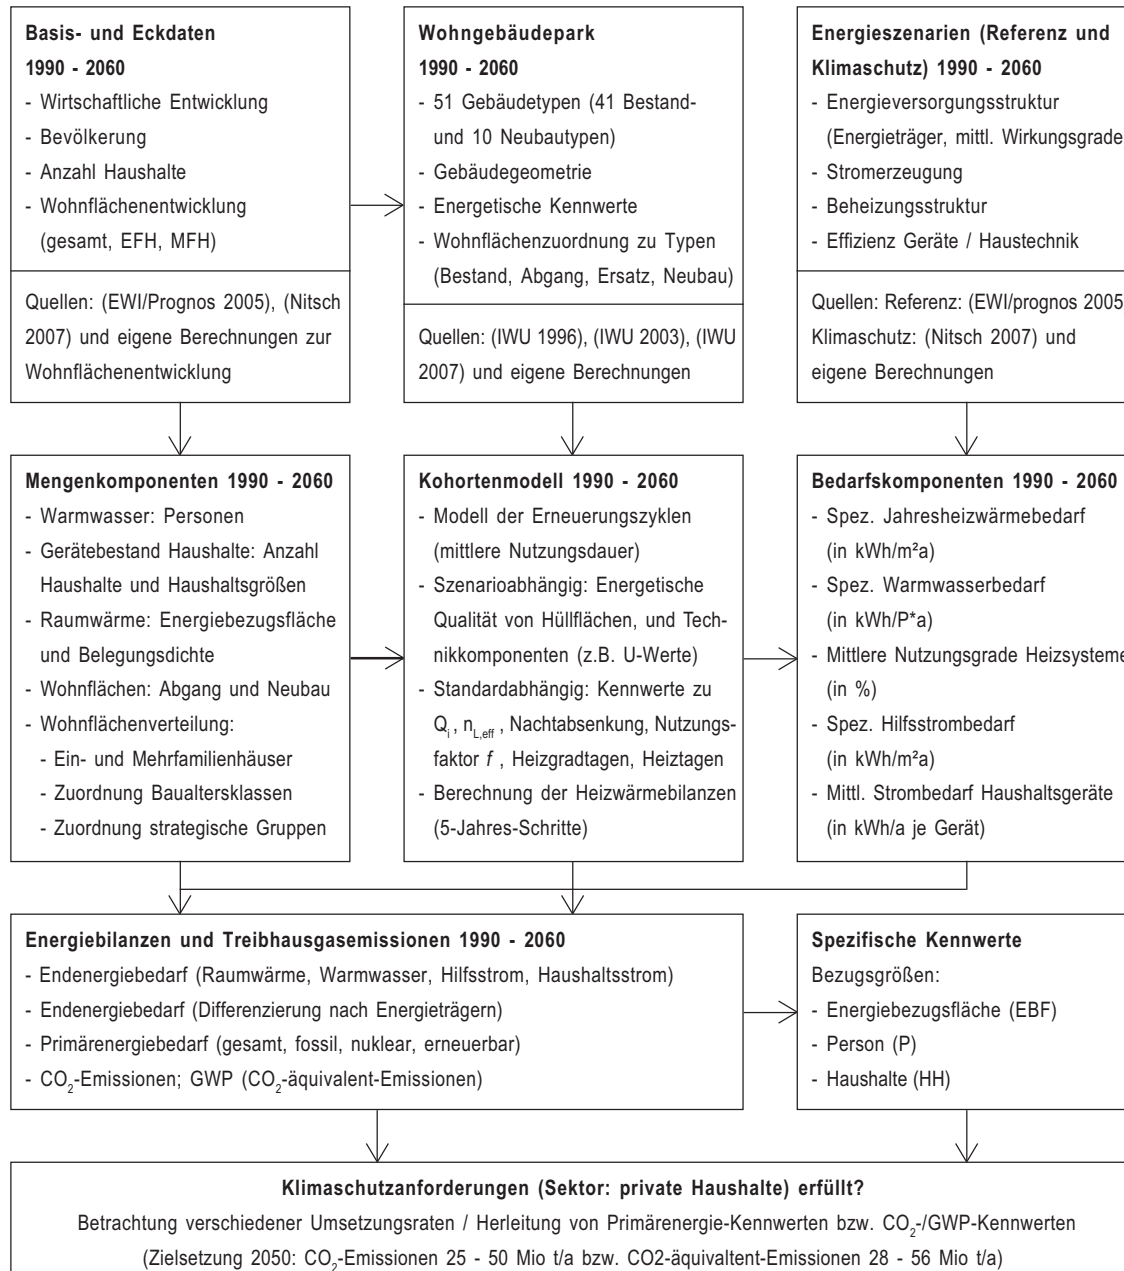 Basis- und Eckdaten
1990 - 2060
- Wirtschaftliche Entwicklung
- Bevölkerung
- Anzahl Haushalte
- Wohnflächenentwicklung
(gesamt, EFH, MFH)
Quellen: (EWI/Prognos 2005), (Nitsch
2007) und eigene Berechnungen zur
Wohnflächenentwicklung
Wohngebäudepark
1990 - 2060
- 51 Gebäudetypen (41 Bestand-
und 10 Neubautypen)
- Gebäudegeometrie
- Energetische Kennwerte
- Wohnflächenzuordnung zu Typen
(Bestand, Abgang, Ersatz, Neubau)
Quellen: (IWU 1996), (IWU 2003), (IWU
2007) und eigene Berechnungen
Energieszenarien (Referenz und
Klimaschutz) 1990 - 2060
- Energieversorgungsstruktur
(Energieträger, mittl. Wirkungsgrade
- Stromerzeugung
- Beheizungsstruktur
- Effizienz Geräte / Haustechnik
Quellen: Referenz: (EWI/prognos 2005
Klimaschutz: (Nitsch 2007) und
eigene Berechnungen
Mengenkomponenten 1990 - 2060
- Warmwasser: Personen
- Gerätebestand Haushalte: Anzahl
Haushalte und Haushaltsgrößen
- Raumwärme: Energiebezugsfläche
und Belegungsdichte
- Wohnflächen: Abgang und Neubau
- Wohnflächenverteilung:
- Ein- und Mehrfamilienhäuser
- Zuordnung Baualtersklassen
- Zuordnung strategische Gruppen
Kohortenmodell 1990 - 2060
- Modell der Erneuerungszyklen
(mittlere Nutzungsdauer)
- Szenarioabhängig: Energetische
Qualität von Hüllflächen, und Tech-
nikkomponenten (z.B. U-Werte)
- Standardabhängig: Kennwerte zu
Qi, nL,eff, Nachtabsenkung, Nutzungs-
faktor f, Heizgradtagen, Heiztagen
- Berechnung der Heizwärmebilanzen
(5-Jahres-Schritte)
Bedarfskomponenten 1990 - 2060
- Spez. Jahresheizwärmebedarf
(in kWh/m²a)
- Spez. Warmwasserbedarf
(in kWh/P*a)
- Mittlere Nutzungsgrade Heizsysteme
(in %)
- Spez. Hilfsstrombedarf
(in kWh/m²a)
- Mittl. Strombedarf Haushaltsgeräte
(in kWh/a je Gerät)
Energiebilanzen und Treibhausgasemissionen 1990 - 2060
- Endenergiebedarf (Raumwärme, Warmwasser, Hilfsstrom, Haushaltsstrom)
- Endenergiebedarf (Differenzierung nach Energieträgern)
- Primärenergiebedarf (gesamt, fossil, nuklear, erneuerbar)
- CO₂-Emissionen; GWP (CO₂-äquivalent-Emissionen)
Spezifische Kennwerte
Bezugsgrößen:
- Energiebezugsfläche (EBF)
- Person (P)
- Haushalte (HH)
Klimaschutzanforderungen (Sektor: private Haushalte) erfüllt?
Betrachtung verschiedener Umsetzungsraten / Herleitung von Primärenergie-Kennwerten bzw. CO₂-/GWP-Kennwerten
(Zielsetzung 2050: CO₂-Emissionen 25 - 50 Mio t/a bzw. CO2-äquivaltent-Emissionen 28 - 56 Mio t/a)